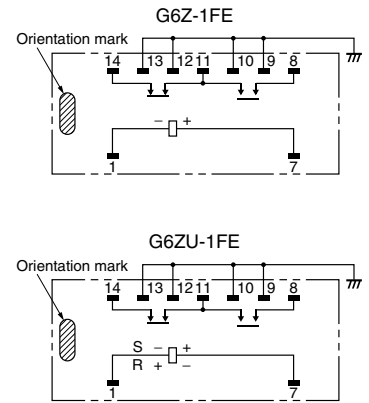 G6Z-1FE
Orientation mark
14 13 12 11 10 9 8
− +
1 7
G6ZU-1FE
Orientation mark
14 13 12 11 10 9 8
S − +
R + −
1 7